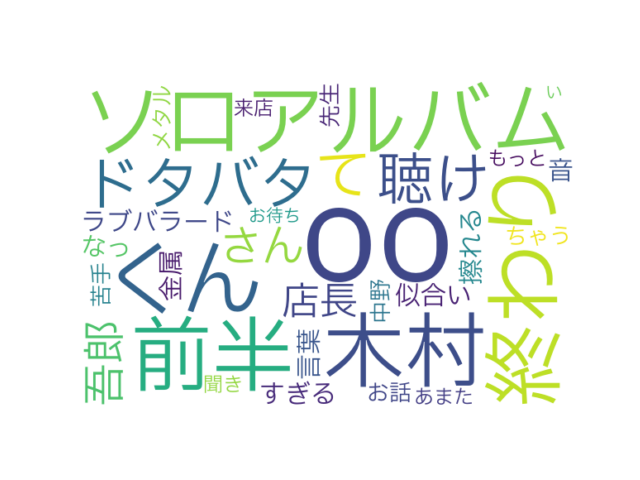 ソロアルバム
メタル
来店
先生
い
ドタバタ
て
聴け
もっと
音
ラブバラード
お待ち
〇〇
擦れる
ちゃう
終わり
なっ
くん
さん
苦手
金属
店長
中野
似合い
吾郎
前半
言葉
木村
聞き
すぎる
お話
あまた